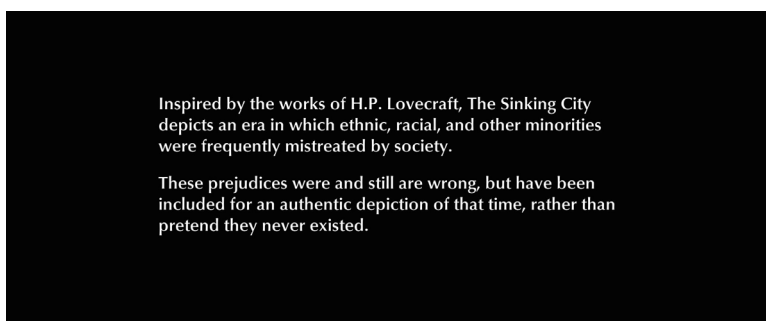 Inspired by the works of H.P. Lovecraft, The Sinking City
depicts an era in which ethnic, racial, and other minorities
were frequently mistreated by society.
These prejudices were and still are wrong, but have been
included for an authentic depiction of that time, rather than
pretend they never existed.